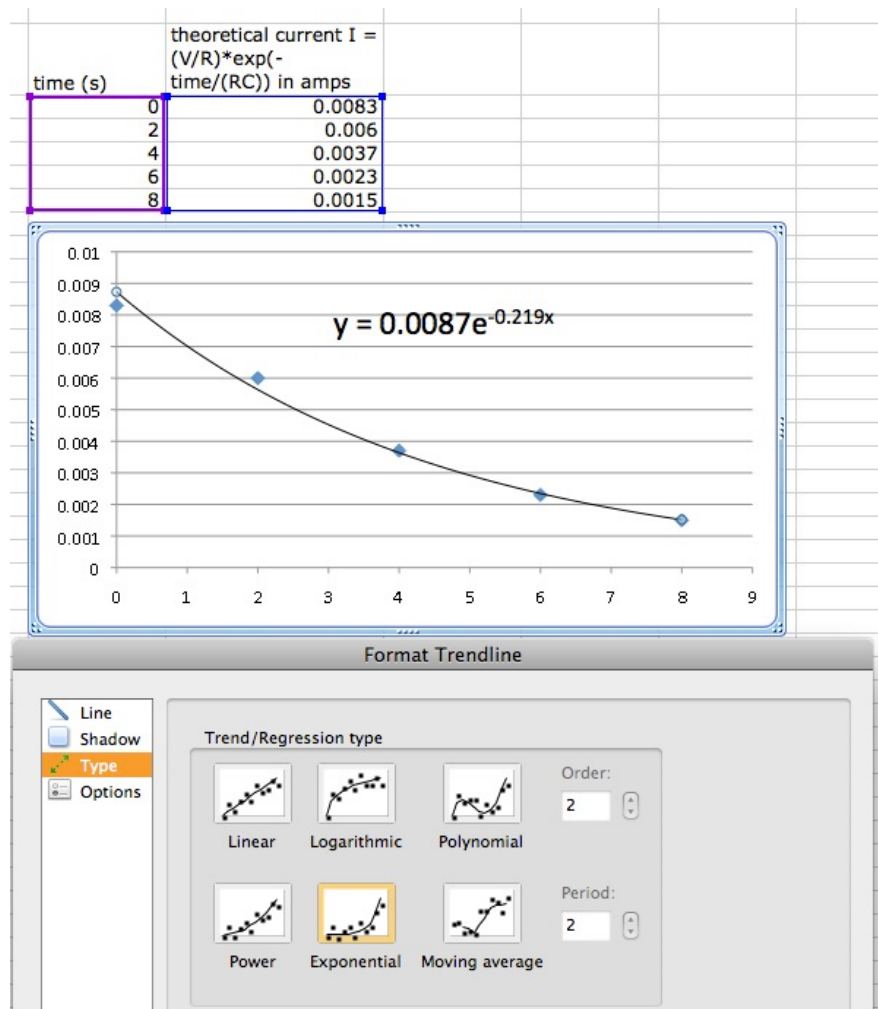 theoretical current I =
(V/R)*exp(-
time (s) time/(RC)) in amps
0 0.0083
2 0.006
4 0.0037
6 0.0023
8 0.0015
0.01
0.009
0.008
0.007
0.006
0.005
0.004
0.003
0.002
0.001
0
y = 0.0087e^-0.219x
0 1 2 3 4 5 6 7 8 9
Format Trendline
Line
Shadow
Type
Options
Trend/Regression type
Order:
2
Linear Logarithmic Polynomial
Period:
2
Power Exponential Moving average